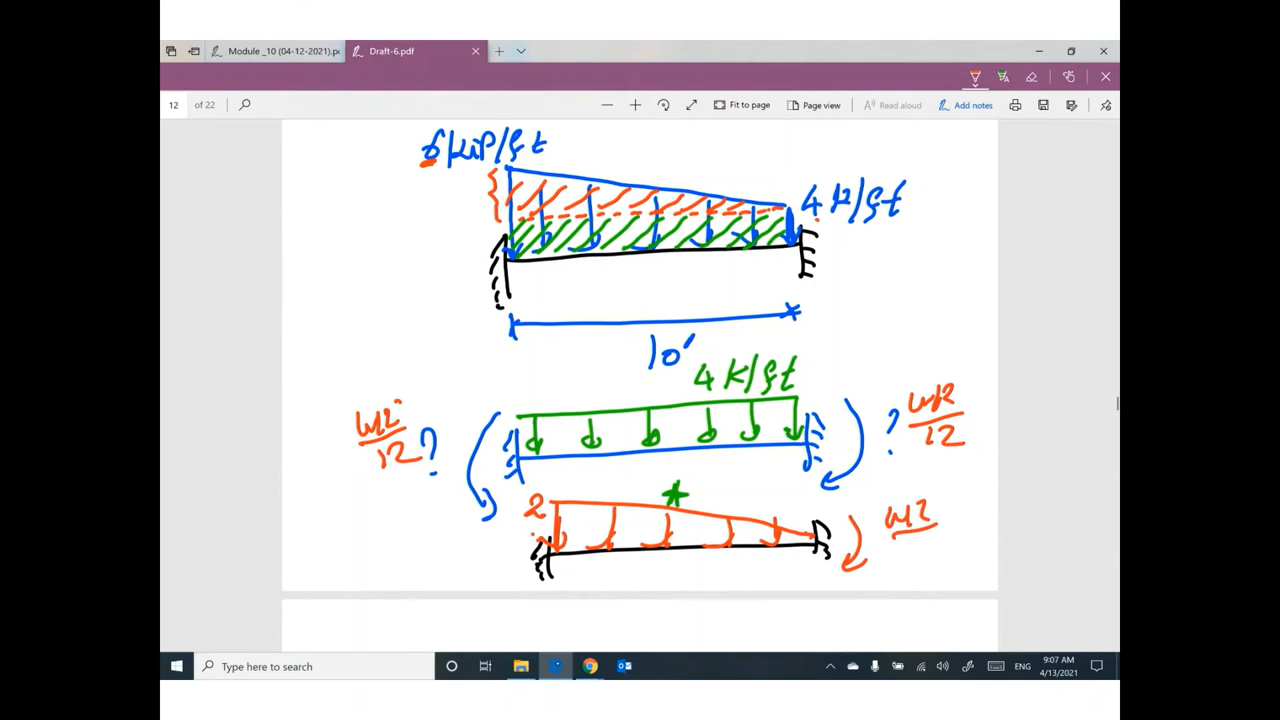 Module _10 (04-12-2021).p
Draft-6.pdf
12 of 22
Fit to page
Page view
Read aloud
Add notes
6 KiP/ft
4 K/ft
10'
4 K/ft
wl²
12
?
?
wl²
12
2
wl²
Type here to search
ENG
9:07 AM
4/13/2021